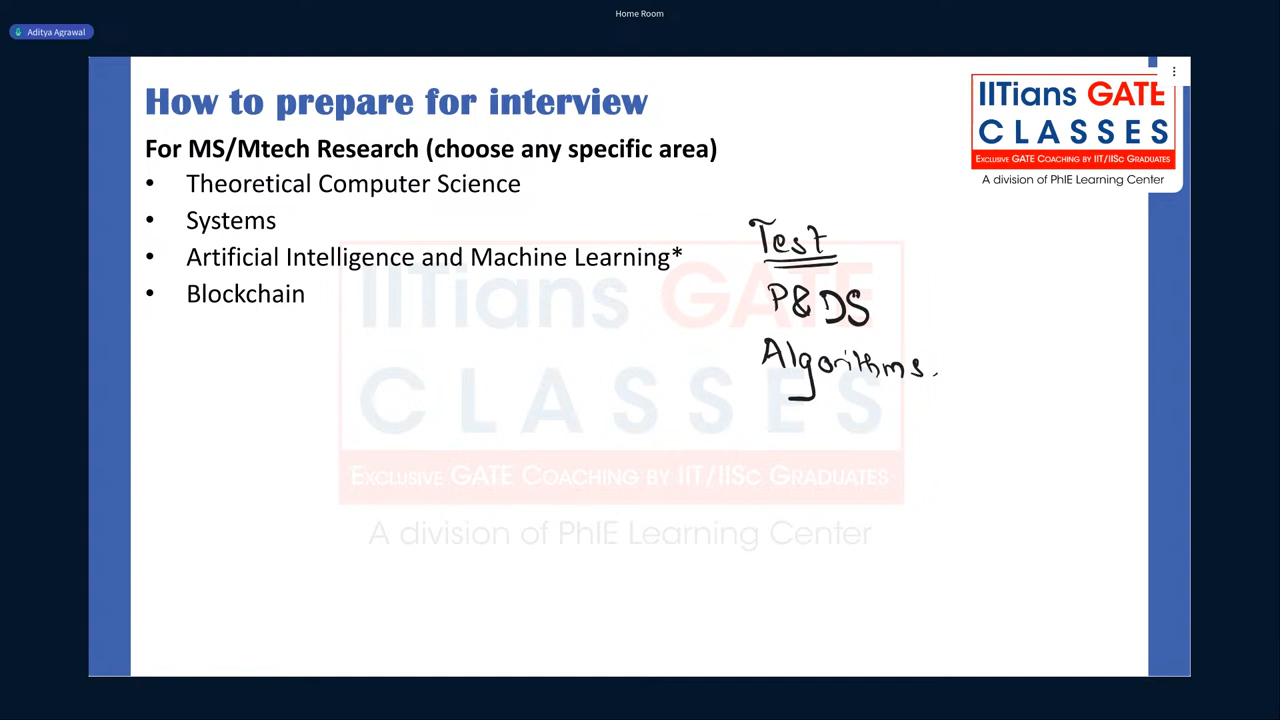 Home Room
Aditya Agrawal
How to prepare for interview
IITians GATE
CLASSES
EXCLUSIVE GATE COACHING BY IIT/IISc GRADUATES
A division of PhIE Learning Center
For MS/Mtech Research (choose any specific area)
• Theoretical Computer Science
• Systems
• Artificial Intelligence and Machine Learning*
• Blockchain
Test
P&DS
Algorithms.
IITians GATE
CLASSES
EXCLUSIVE GATE COACHING BY IIT/IISc GRADUATES
A division of PhIE Learning Center